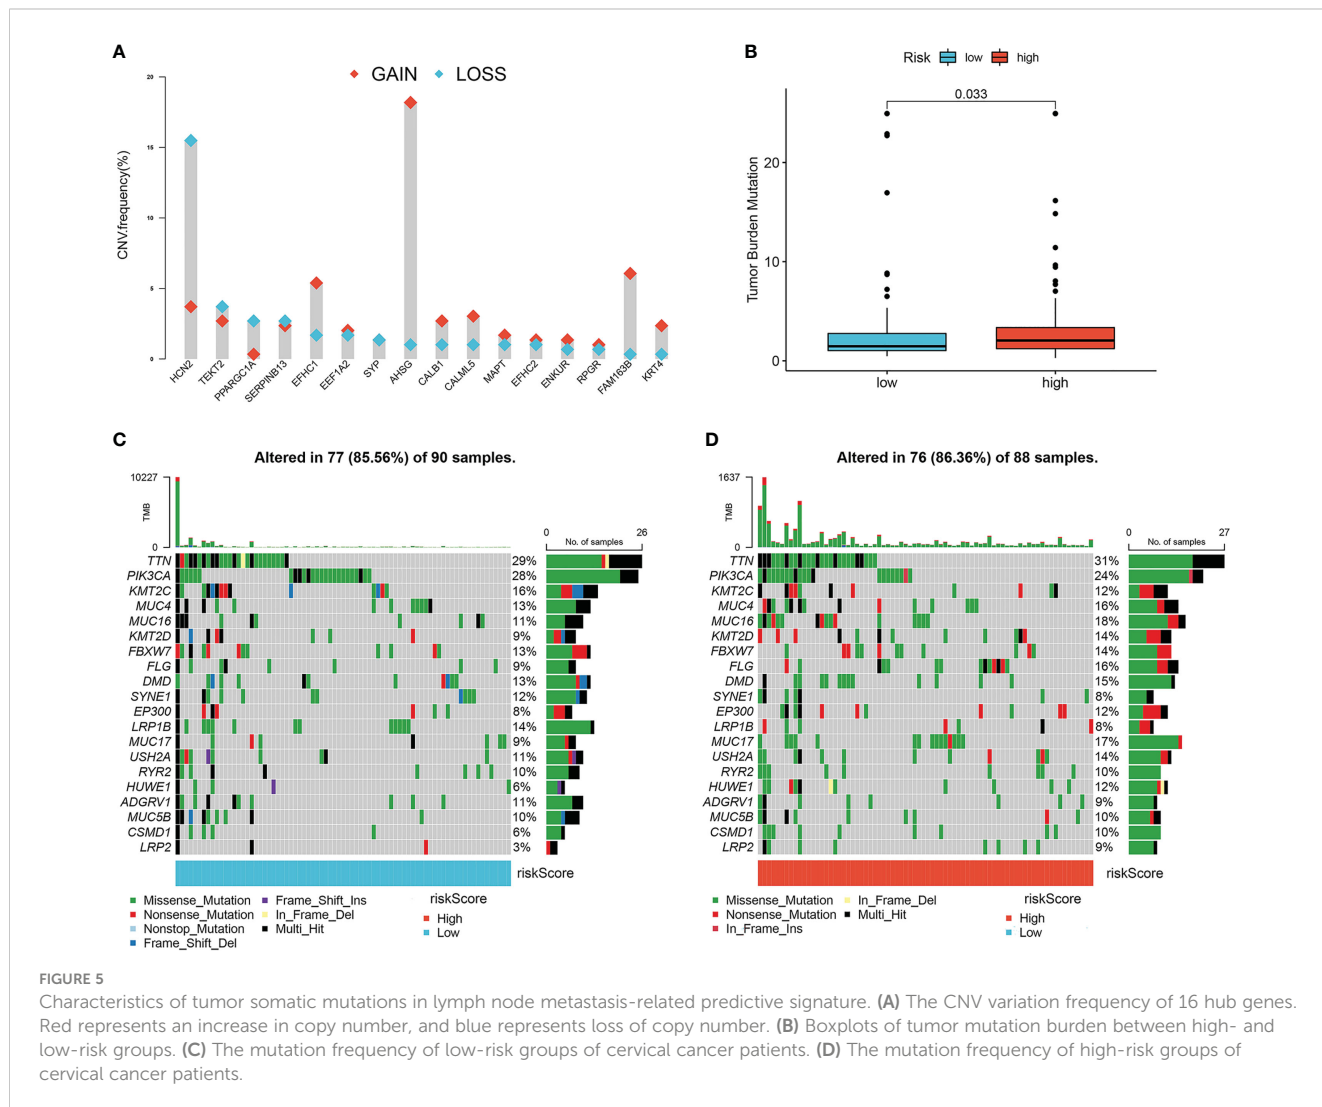 A
GAIN LOSS
CNV.frequency(%)
20
15
10
5
0
HCN2
TEKT2
PPARGC1A
SERPINB13
EFHC1
EEF1A2
SYP
AHSG
CALB1
CALML5
MAPT
EFHC2
ENKUR
RPGR
FAM163B
KRT4
B
Risk low high
0.033
Tumor Burden Mutation
20
10
0
low high
C
Altered in 77 (85.56%) of 90 samples.
10227
TMB
0
0 26
No. of samples
TTN 29%
PIK3CA 28%
KMT2C 16%
MUC4 13%
MUC16 11%
KMT2D 9%
FBXW7 13%
FLG 9%
DMD 13%
SYNE1 12%
EP300 8%
LRP1B 14%
MUC17 9%
USH2A 11%
RYR2 10%
HUWE1 6%
ADGRV1 11%
MUC5B 10%
CSMD1 6%
LRP2 3%
riskScore
Missense_Mutation
Nonsense_Mutation
Nonstop_Mutation
Frame_Shift_Del
Frame_Shift_Ins
In_Frame_Del
Multi_Hit
riskScore
High
Low
D
Altered in 76 (86.36%) of 88 samples.
1637
TMB
0
0 27
No. of samples
TTN 31%
PIK3CA 24%
KMT2C 12%
MUC4 16%
MUC16 18%
KMT2D 14%
FBXW7 14%
FLG 16%
DMD 15%
SYNE1 8%
EP300 12%
LRP1B 8%
MUC17 17%
USH2A 14%
RYR2 10%
HUWE1 12%
ADGRV1 9%
MUC5B 10%
CSMD1 10%
LRP2 9%
riskScore
Missense_Mutation
Nonsense_Mutation
In_Frame_Ins
In_Frame_Del
Multi_Hit
riskScore
High
Low
FIGURE 5
Characteristics of tumor somatic mutations in lymph node metastasis-related predictive signature. (A) The CNV variation frequency of 16 hub genes.
Red represents an increase in copy number, and blue represents loss of copy number. (B) Boxplots of tumor mutation burden between high- and
low-risk groups. (C) The mutation frequency of low-risk groups of cervical cancer patients. (D) The mutation frequency of high-risk groups of
cervical cancer patients.